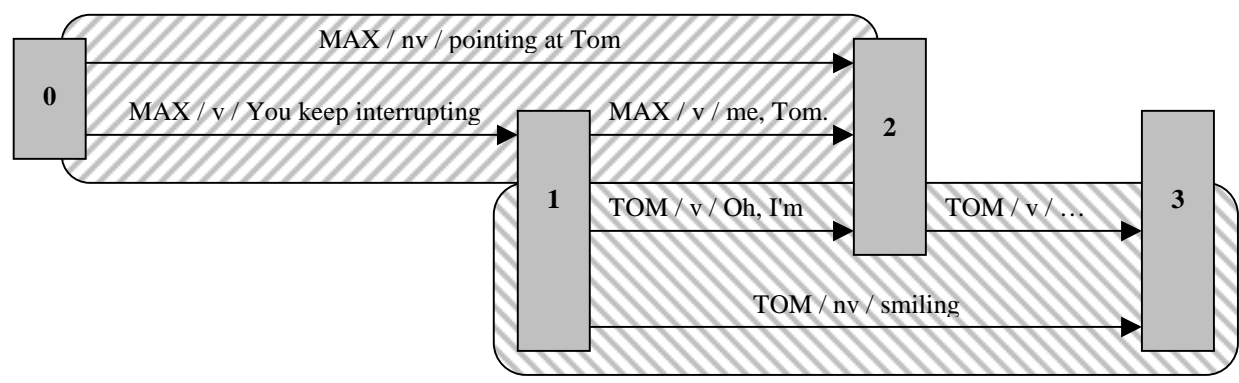 MAX / nv / pointing at Tom
0
MAX / v / You keep interrupting
MAX / v / me, Tom.
2
1
TOM / v / Oh, I'm
TOM / v / …
3
TOM / nv / smiling